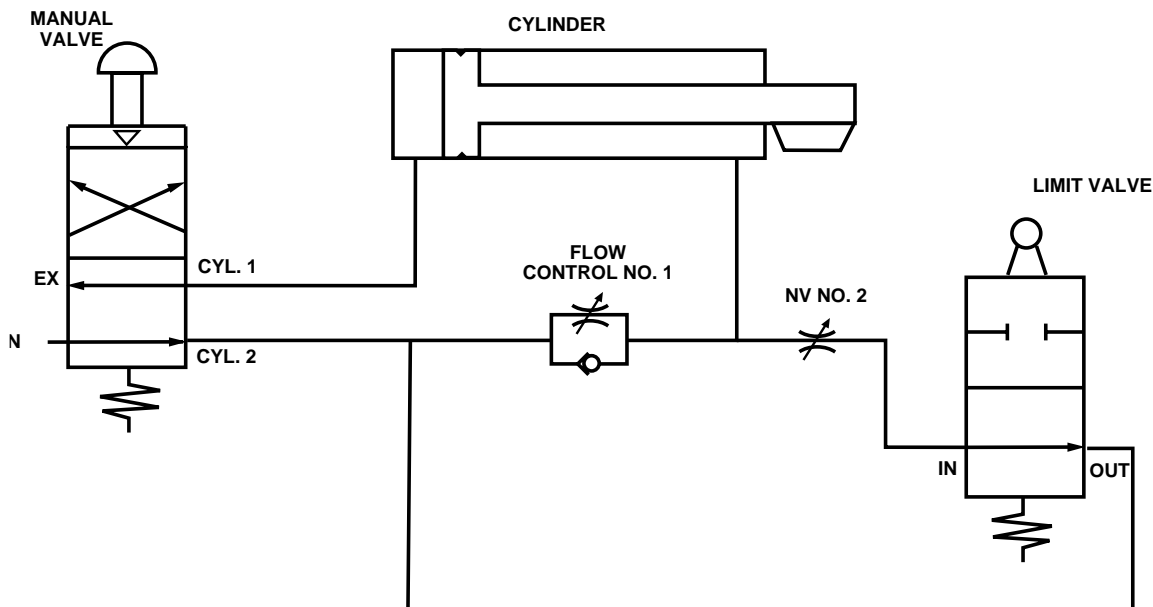 MANUAL
VALVE
CYLINDER
LIMIT VALVE
FLOW
CONTROL NO. 1
EX
CYL. 1
NV NO. 2
N
CYL. 2
IN
OUT